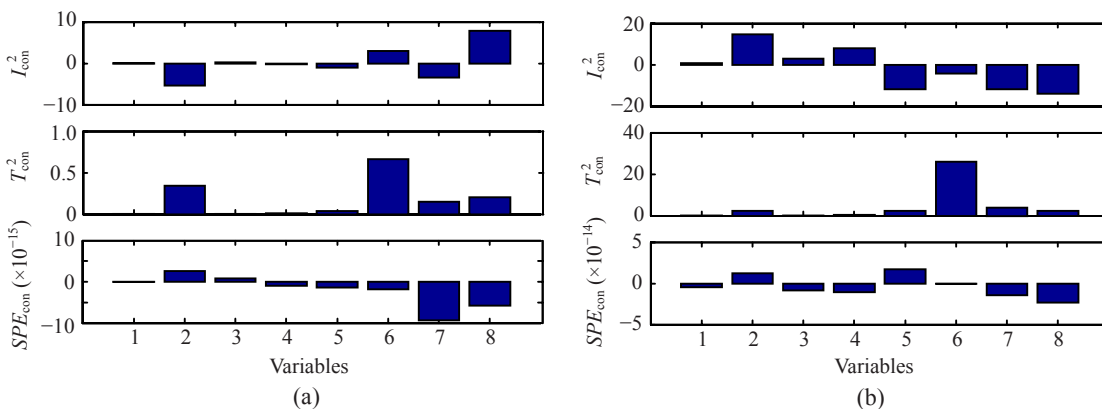 10
0
−10
I²con
1.0
0.5
0
T²con
10
0
−10
SPEcon (×10−15)
1 2 3 4 5 6 7 8
Variables
(a)
20
0
−20
I²con
40
20
0
T²con
5
0
−5
SPEcon (×10−14)
1 2 3 4 5 6 7 8
Variables
(b)